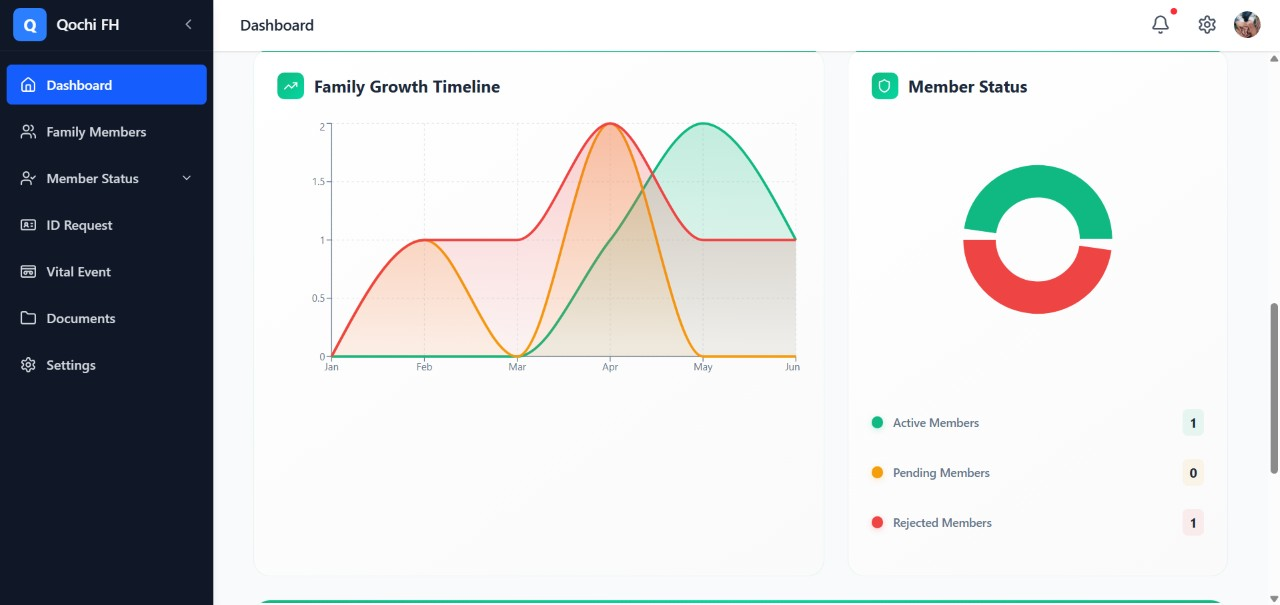 Q Qochi FH
Dashboard
Dashboard
Family Members
Member Status
ID Request
Vital Event
Documents
Settings
Family Growth Timeline
2
1.5
1
0.5
0
Jan Feb Mar Apr May Jun
Member Status
Active Members 1
Pending Members 0
Rejected Members 1